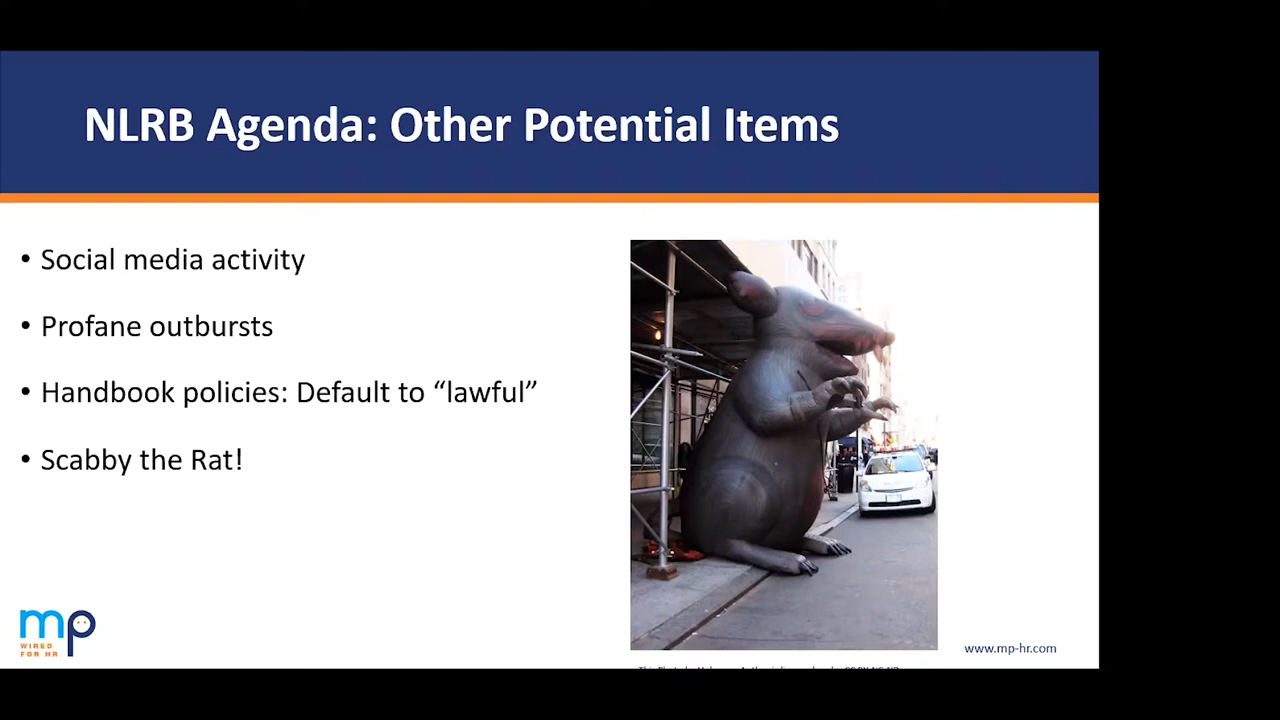 NLRB Agenda: Other Potential Items
• Social media activity
• Profane outbursts
• Handbook policies: Default to “lawful”
• Scabby the Rat!
mp
WIRED
FOR HR
www.mp-hr.com